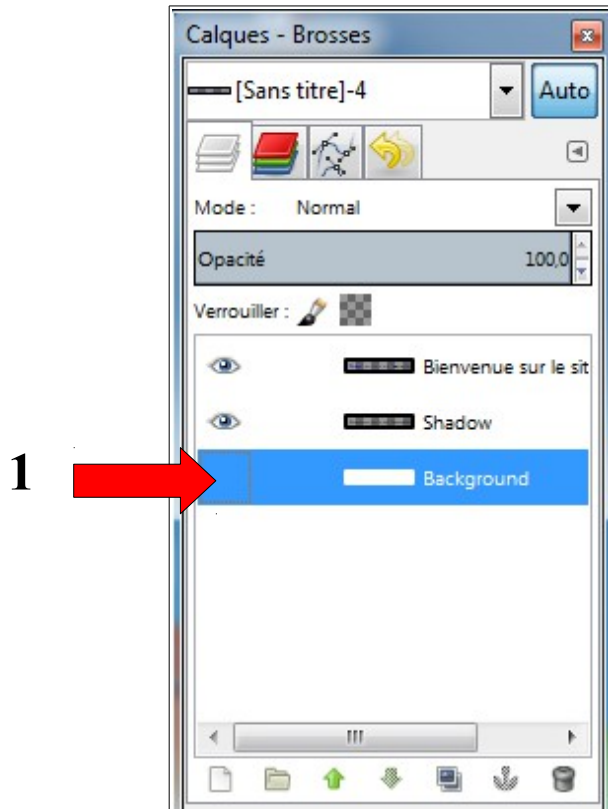 Calques - Brosses
[Sans titre]-4
Auto
Mode : Normal
Opacité 100,0
Verrouiller :
Bienvenue sur le sit
Shadow
1
Background